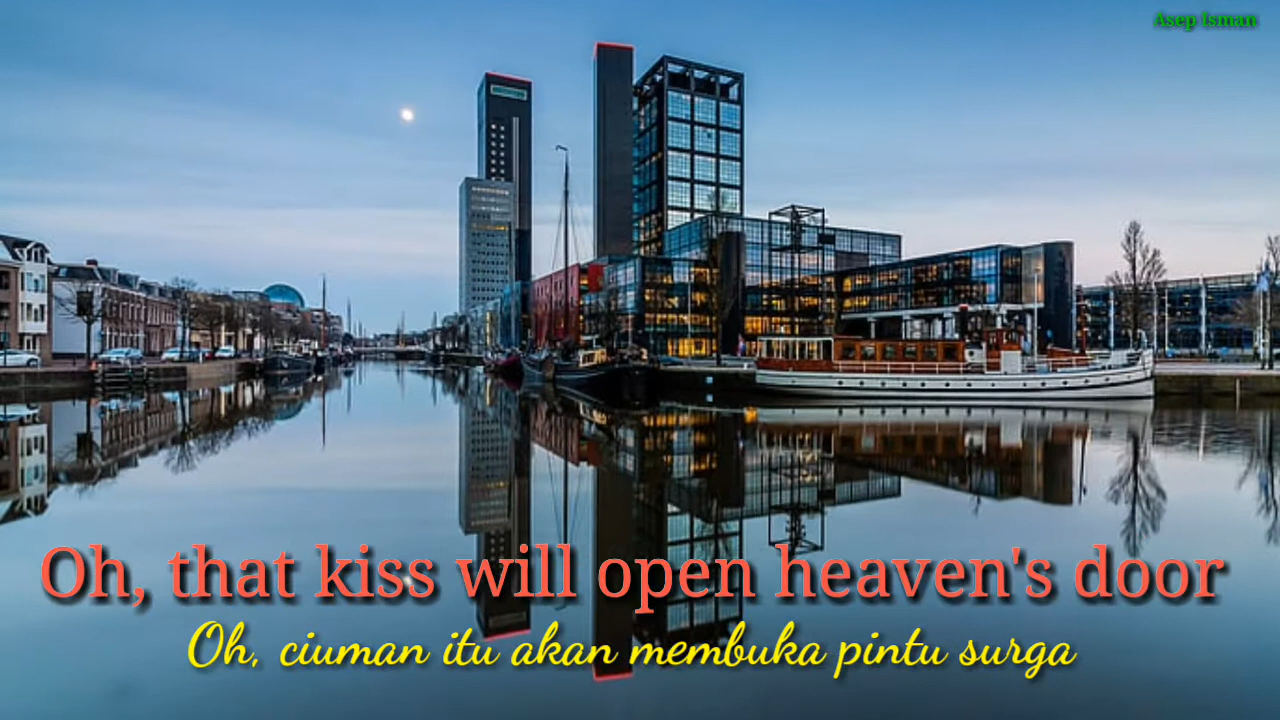 Asep Isman
Oh, that kiss will open heaven's door
Oh, ciuman itu akan membuka pintu surga